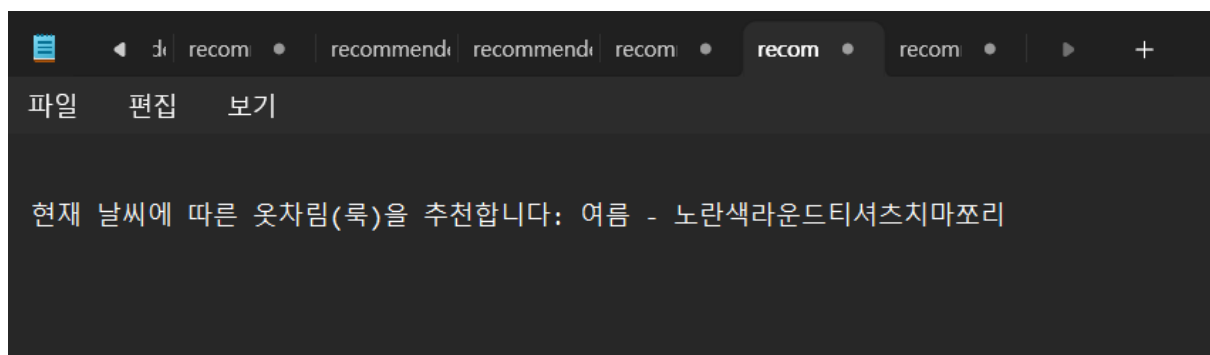 recom
recommend
recommend
recom
recom
recom
파일 편집 보기
현재 날씨에 따른 옷차림(룩)을 추천합니다: 여름 - 노란색라운드티셔츠치마쪼리